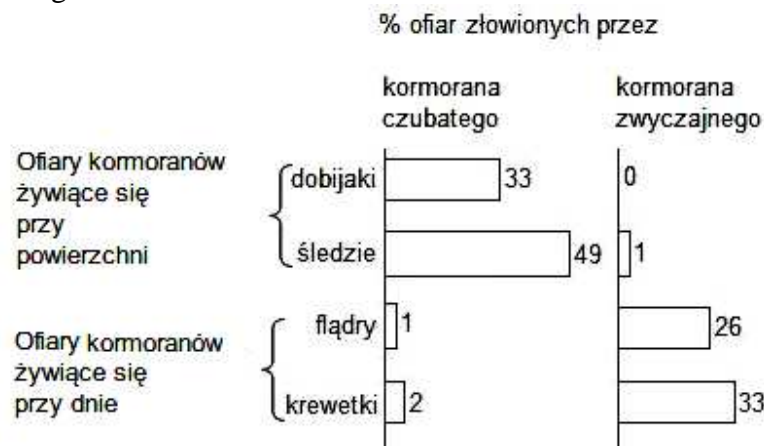 % ofiar złowionych przez
kormorana
czubatego
kormorana
zwyczajnego
Ofiary kormoranów
żywiące się
przy
powierzchni
dobijaki 33 0
śledzie 49 1
Ofiary kormoranów
żywiące się
przy dnie
flądry 1 26
krewetki 2 33